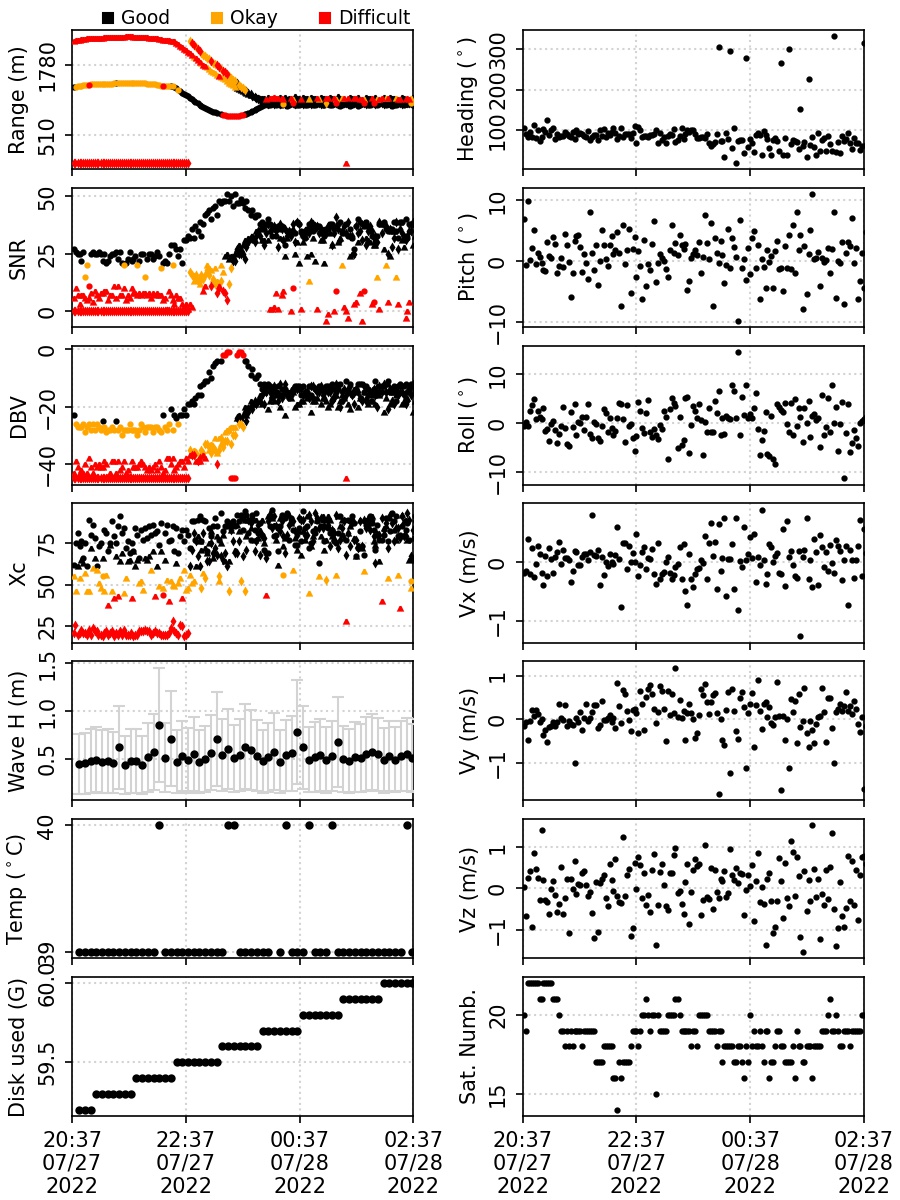 Good Okay Difficult
Range (m)
1780
510
Heading (°)
300
200
100
SNR
50
25
0
Pitch (°)
10
0
−10
DBV
0
−20
−40
Roll (°)
10
0
−10
Xc
75
50
25
Vx (m/s)
0
−1
Wave H (m)
1.5
1.0
0.5
Vy (m/s)
1
0
−1
Temp (°C)
40
39
Vz (m/s)
1
0
−1
Disk used (G)
60.0
59.5
Sat. Numb.
20
15
20:37 22:37 00:37 02:37
07/27 07/27 07/28 07/28
2022 2022 2022 2022
20:37 22:37 00:37 02:37
07/27 07/27 07/28 07/28
2022 2022 2022 2022